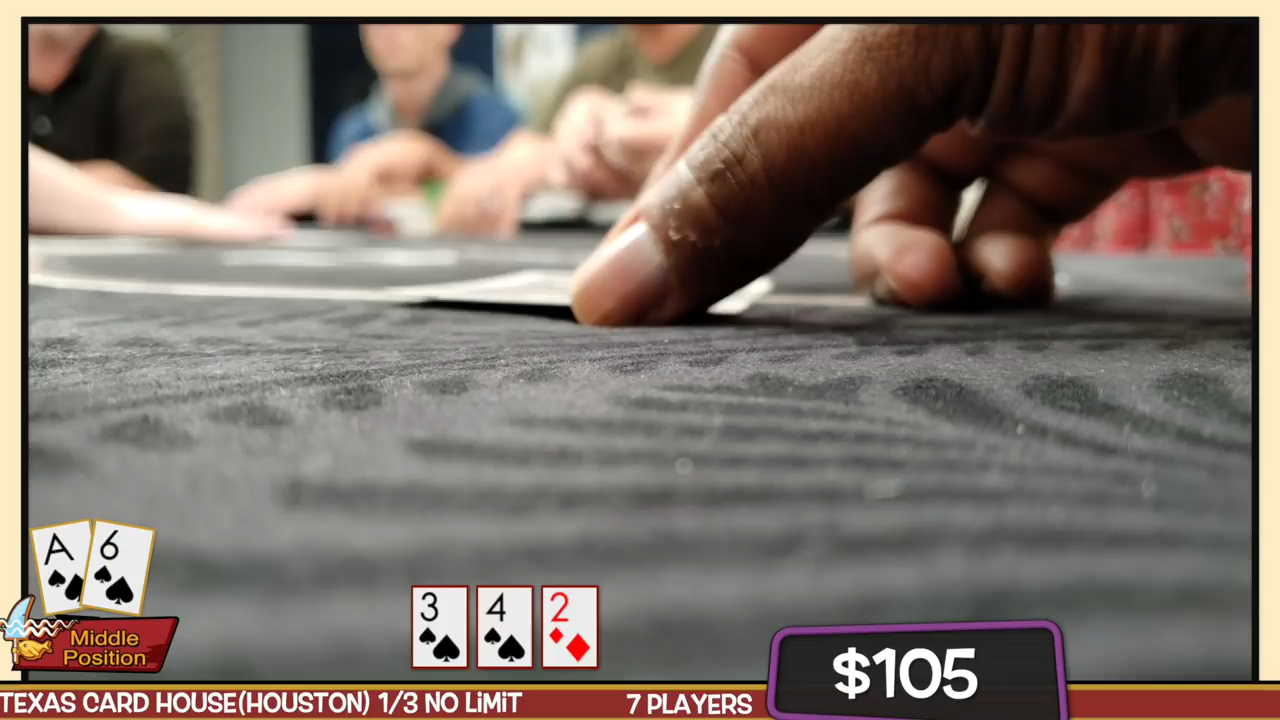 A 6
Middle
Position
3 4 2
$105
TEXAS CARD HOUSE(HOUSTON) 1/3 NO LiMiT 7 PLAYERS